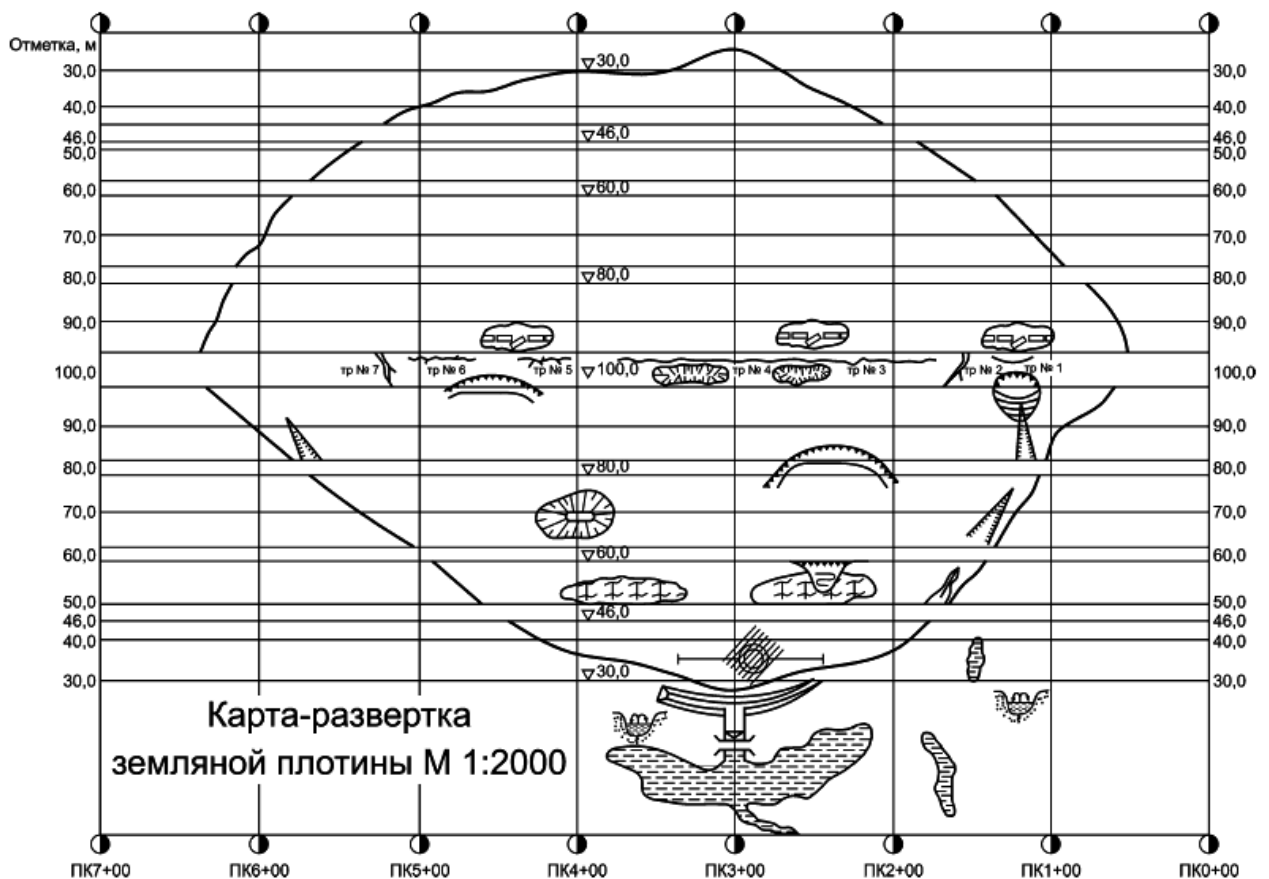 Отметка, м
30,0 ▽30,0 30,0
40,0 40,0
46,0 ▽46,0 46,0
50,0 50,0
60,0 ▽60,0 60,0
70,0 70,0
80,0 ▽80,0 80,0
90,0 90,0
100,0 тр № 7 тр № 6 тр № 5 ▽100,0 тр № 4 тр № 3 тр № 2 тр № 1 100,0
90,0 90,0
80,0 ▽80,0 80,0
70,0 70,0
60,0 ▽60,0 60,0
50,0 50,0
46,0 ▽46,0 46,0
40,0 40,0
30,0 ▽30,0 30,0
Карта-развертка
земляной плотины М 1:2000
ПК7+00 ПК6+00 ПК5+00 ПК4+00 ПК3+00 ПК2+00 ПК1+00 ПК0+00